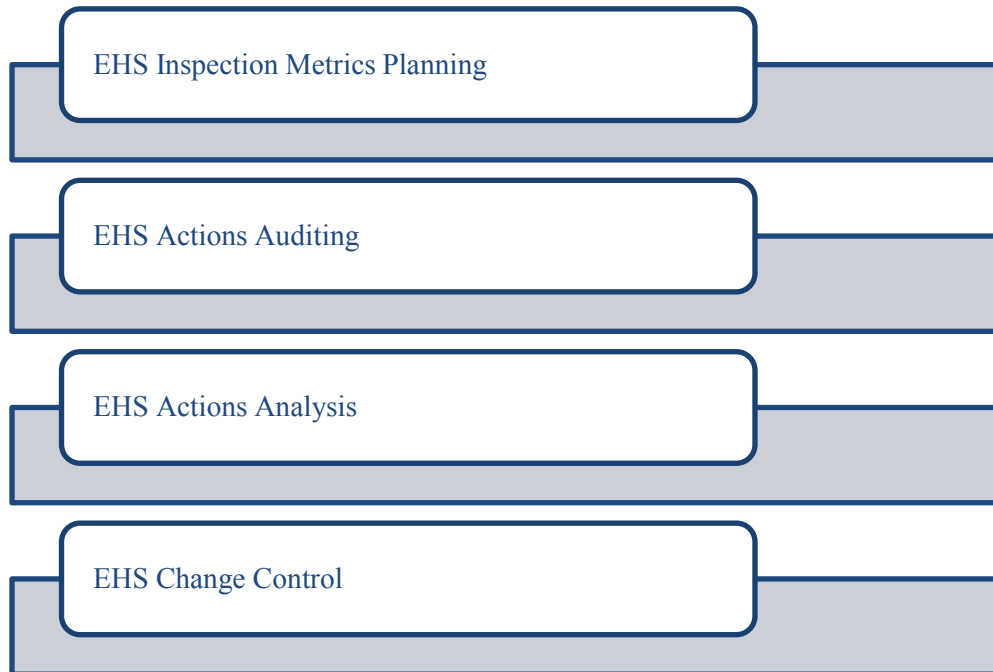 EHS Inspection Metrics Planning
EHS Actions Auditing
EHS Actions Analysis
EHS Change Control